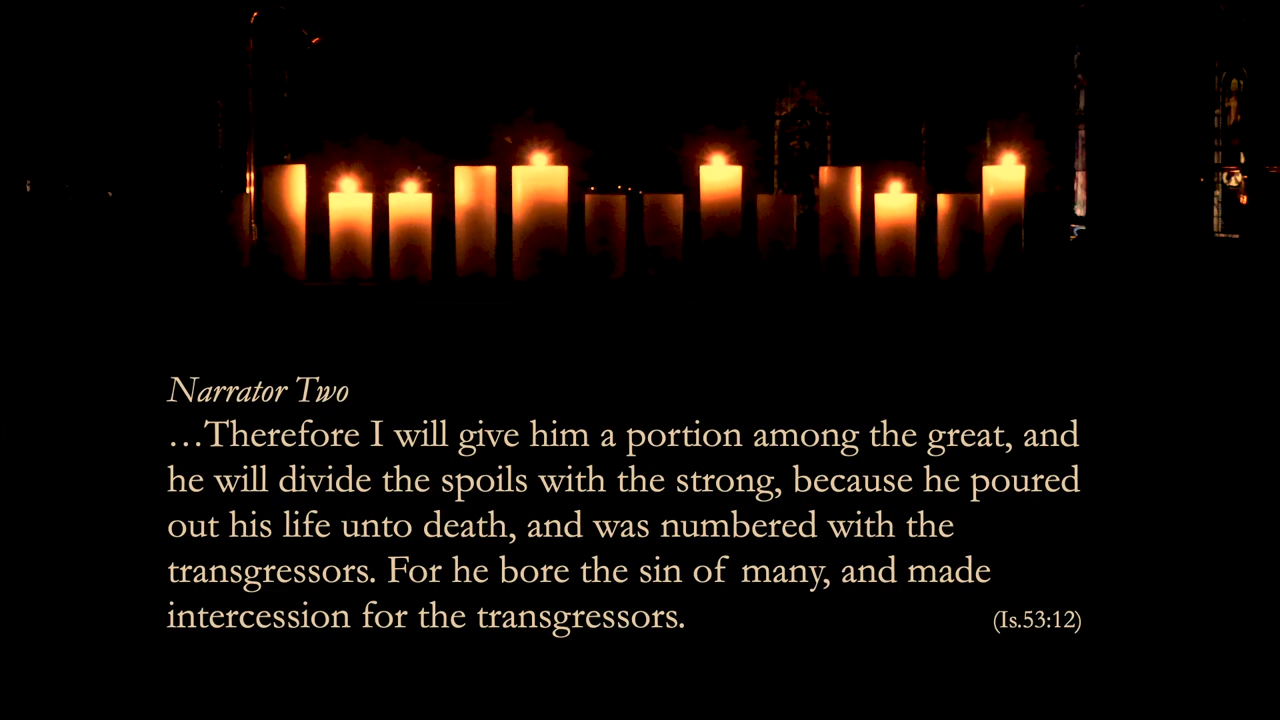 Narrator Two
…Therefore I will give him a portion among the great, and
he will divide the spoils with the strong, because he poured
out his life unto death, and was numbered with the
transgressors. For he bore the sin of many, and made
intercession for the transgressors. (Is.53:12)